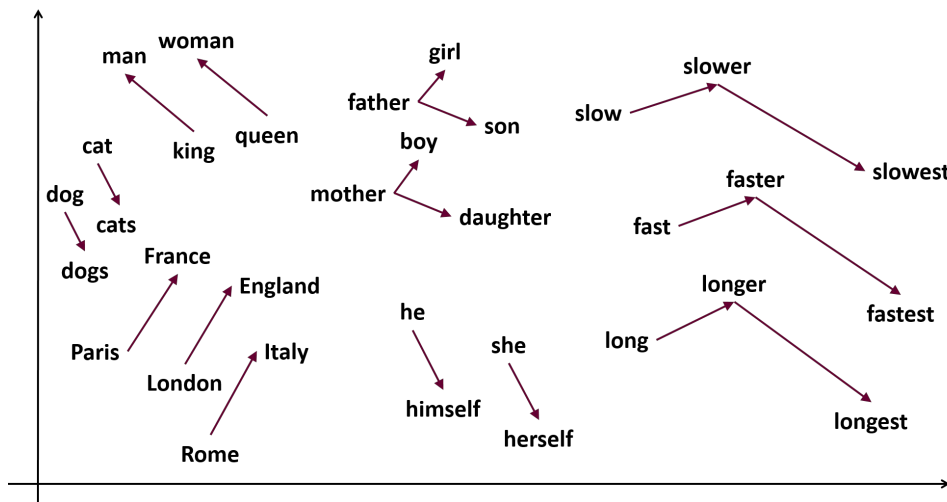 man
woman
king
queen
cat
cats
dog
dogs
France
Paris
England
London
Italy
Rome
girl
father
son
boy
mother
daughter
he
himself
she
herself
slower
slow
slowest
faster
fast
fastest
longer
long
longest